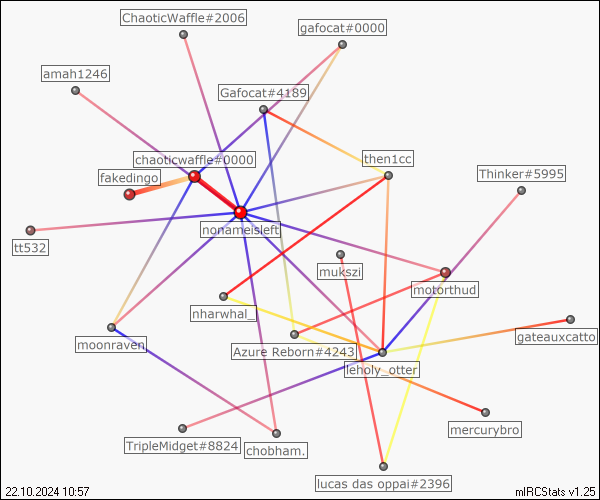 ChaoticWaffle#2006
gafocat#0000
amah1246
Gafocat#4189
chaoticwaffle#0000
then1cc
fakedingo
Thinker#5995
nonameisleft
tt532
mukszi
motorthud
nharwhal_
gateauxcatto
moonraven
Azure Reborn#4243
leholy_otter
mercurybro
TripleMidget#8824
chobham.
lucas das oppai#2396
22.10.2024 10:57
mIRCStats v1.25